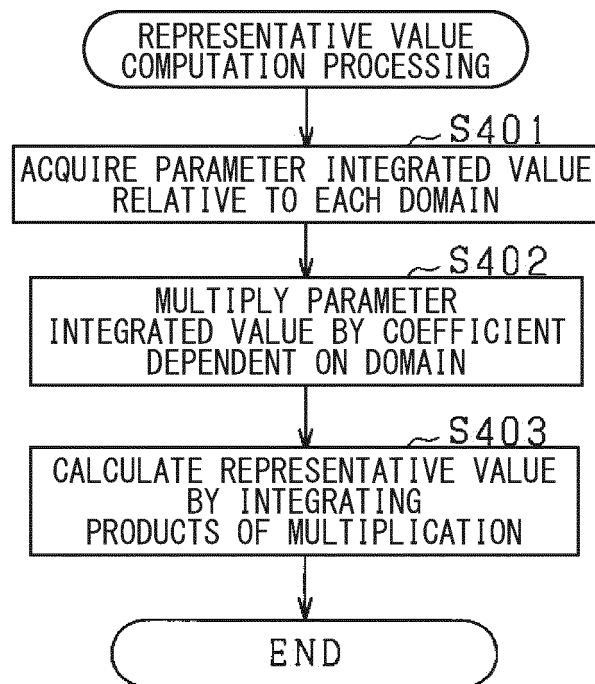 REPRESENTATIVE VALUE
COMPUTATION PROCESSING
S401
ACQUIRE PARAMETER INTEGRATED VALUE
RELATIVE TO EACH DOMAIN
S402
MULTIPLY PARAMETER
INTEGRATED VALUE BY COEFFICIENT
DEPENDENT ON DOMAIN
S403
CALCULATE REPRESENTATIVE VALUE
BY INTEGRATING
PRODUCTS OF MULTIPLICATION
END